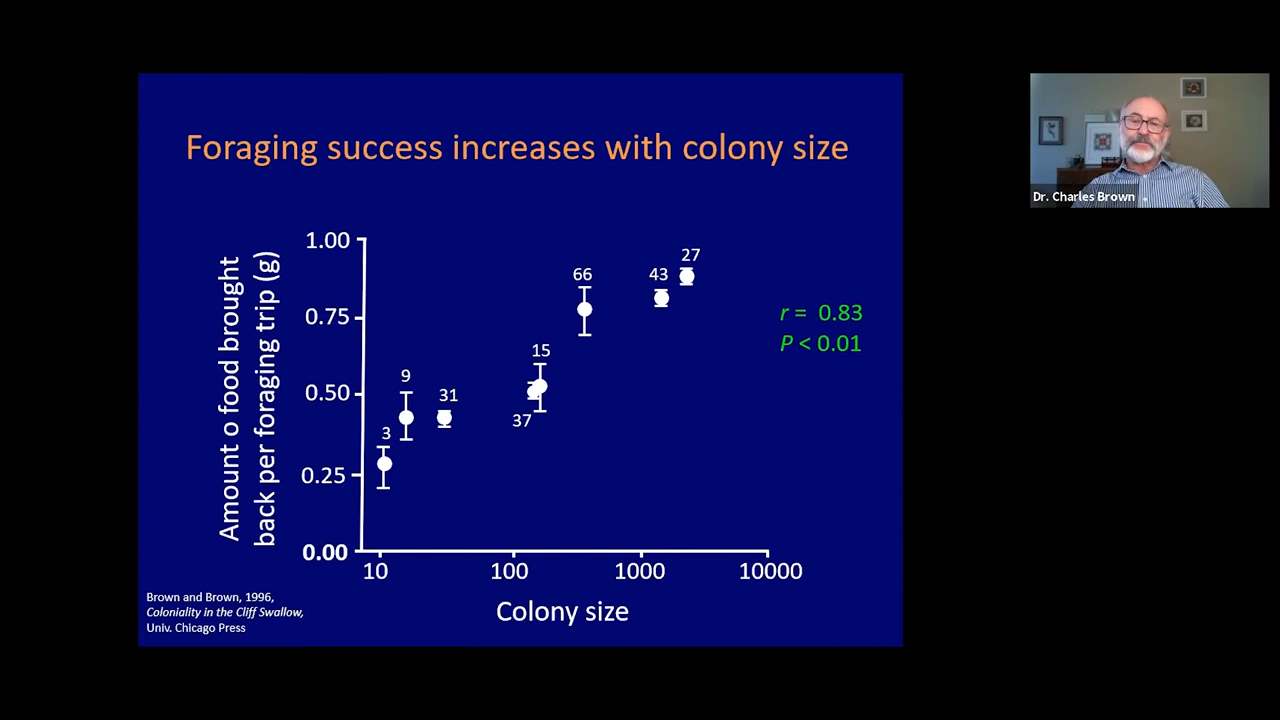 Foraging success increases with colony size
Amount o food brought
back per foraging trip (g)
1.00
0.75
0.50
0.25
0.00
3
9
31
37
15
66
43
27
r = 0.83
P < 0.01
10
100
1000
10000
Colony size
Brown and Brown, 1996,
Coloniality in the Cliff Swallow,
Univ. Chicago Press
Dr. Charles Brown